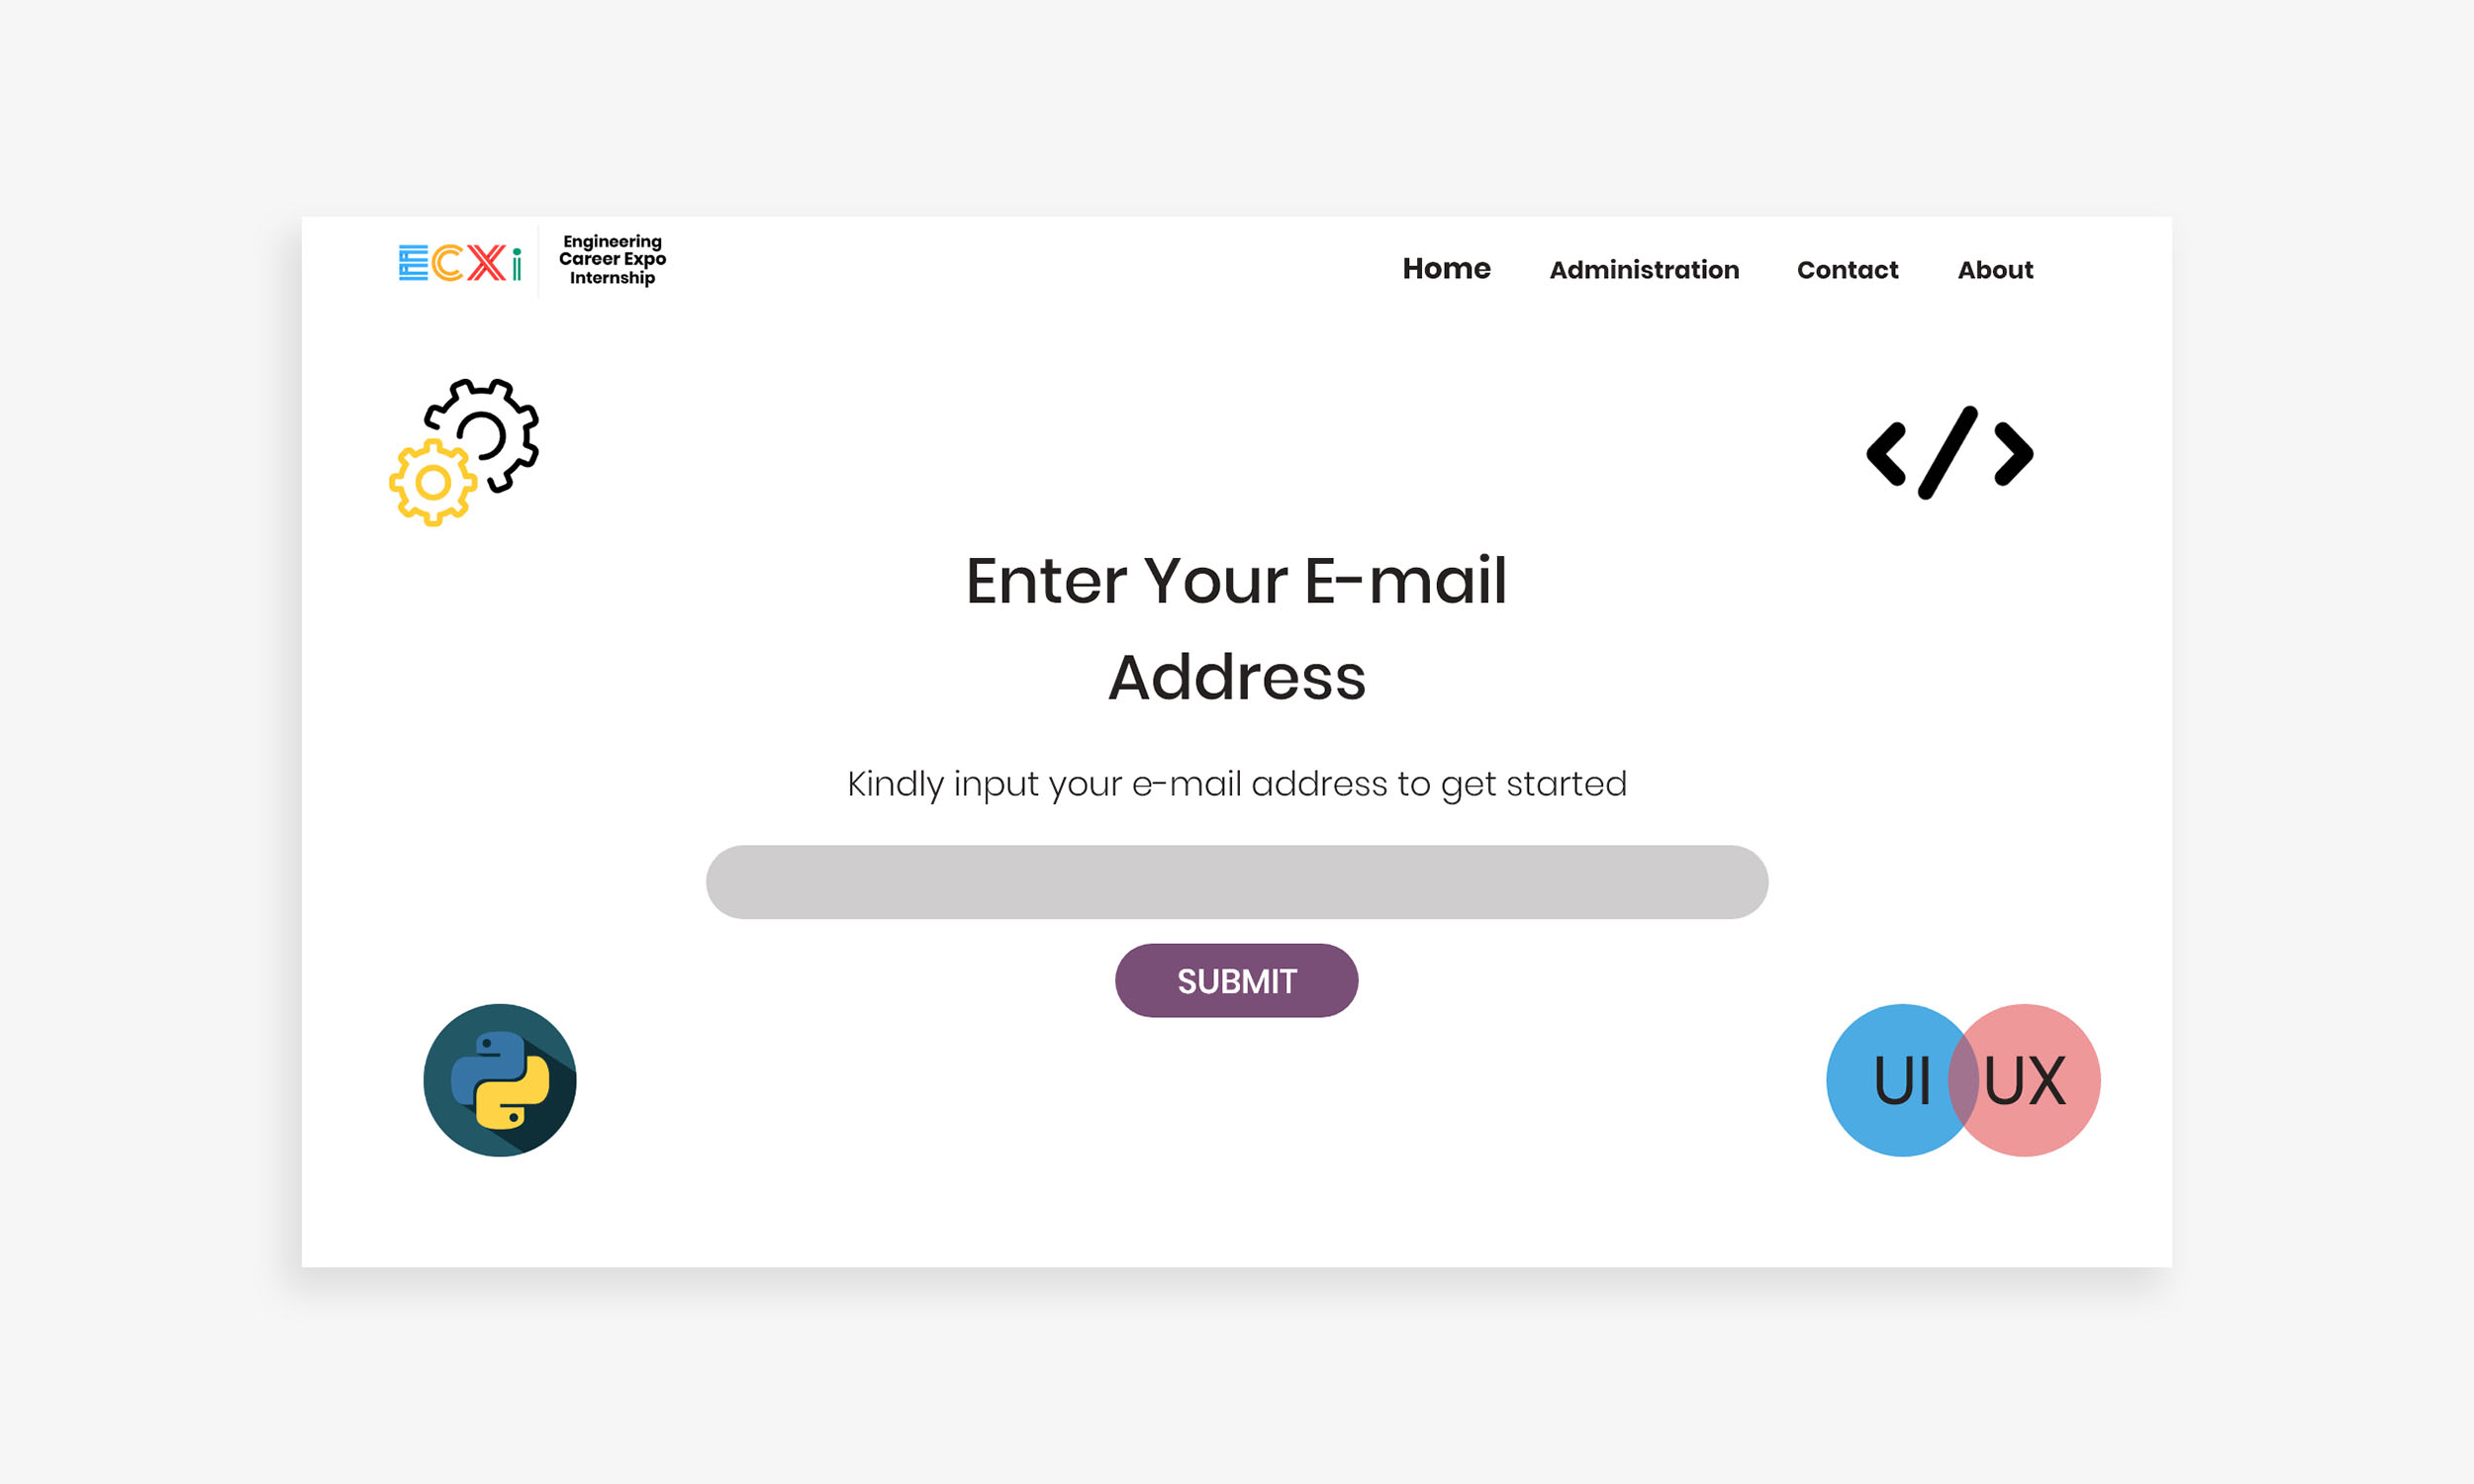 ECXi
Engineering
Career Expo
Internship
Home Administration Contact About
</>
Enter Your E-mail
Address
Kindly input your e-mail address to get started
SUBMIT
UI UX